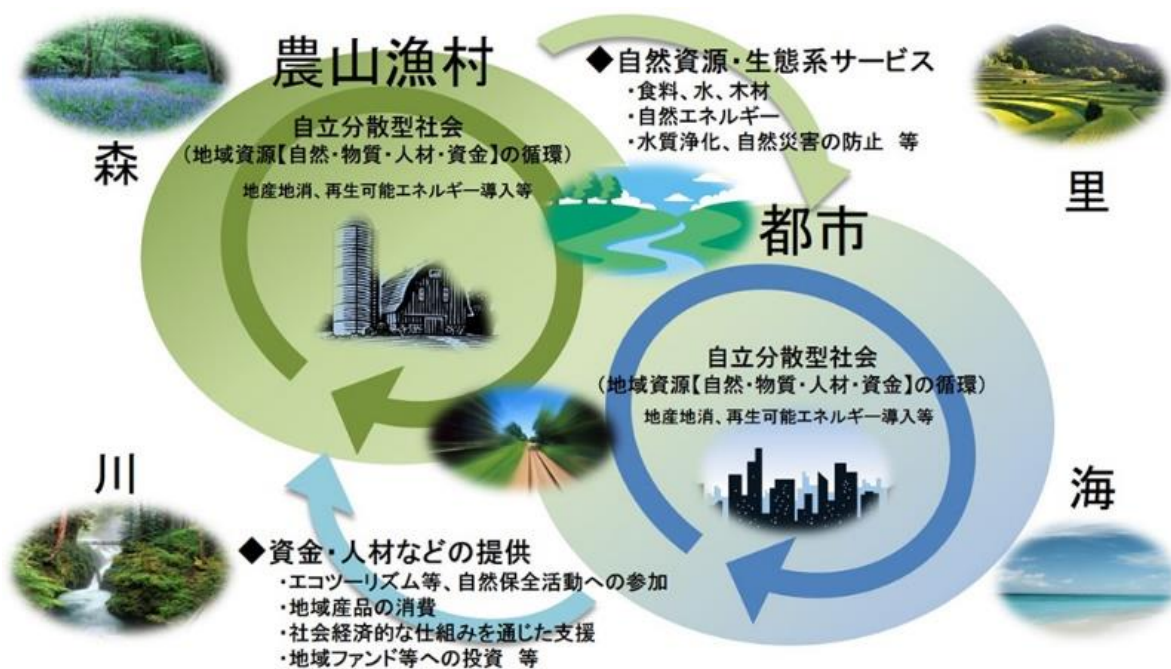 農山漁村
森
自立分散型社会
(地域資源【自然・物質・人材・資金】の循環)
地産地消、再生可能エネルギー導入等
◆自然資源・生態系サービス
・食料、水、木材
・自然エネルギー
・水質浄化、自然災害の防止 等
里
都市
自立分散型社会
(地域資源【自然・物質・人材・資金】の循環)
地産地消、再生可能エネルギー導入等
川
海
◆資金・人材などの提供
・エコツーリズム等、自然保全活動への参加
・地域産品の消費
・社会経済的な仕組みを通じた支援
・地域ファンド等への投資 等